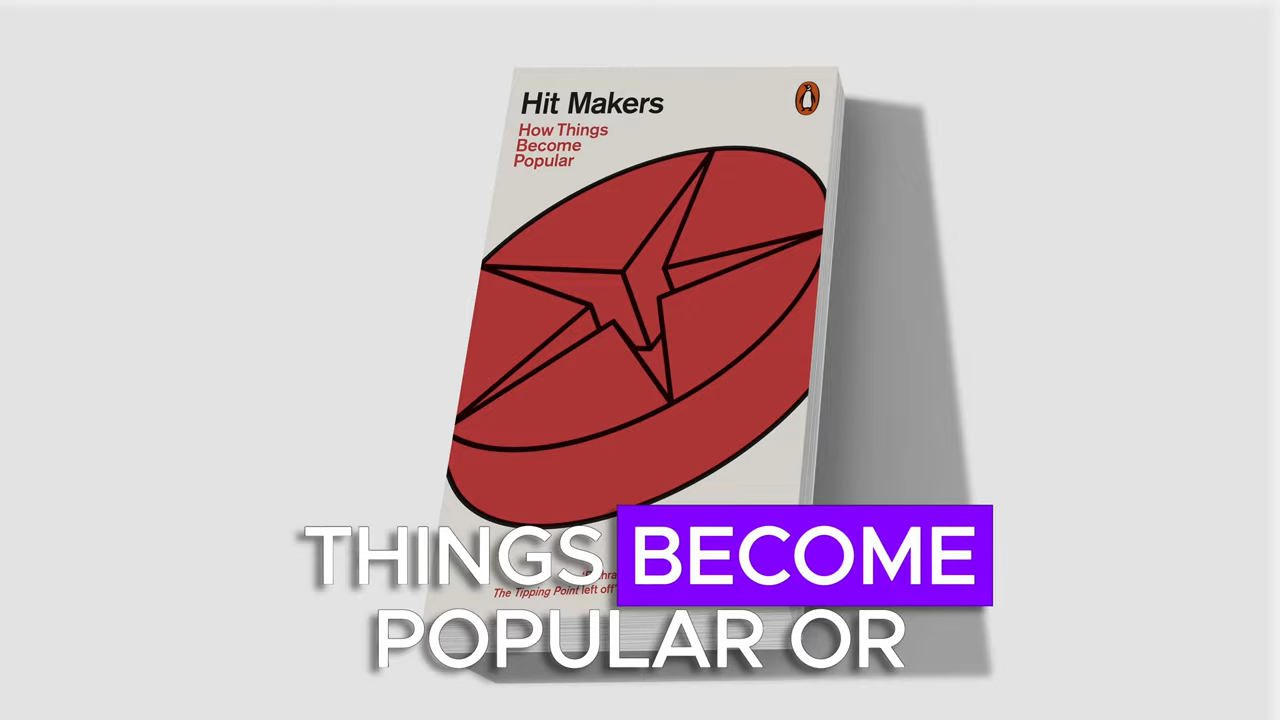 Hit Makers
How Things
Become
Popular
The Tipping Point left off'
THINGS BECOME
POPULAR OR